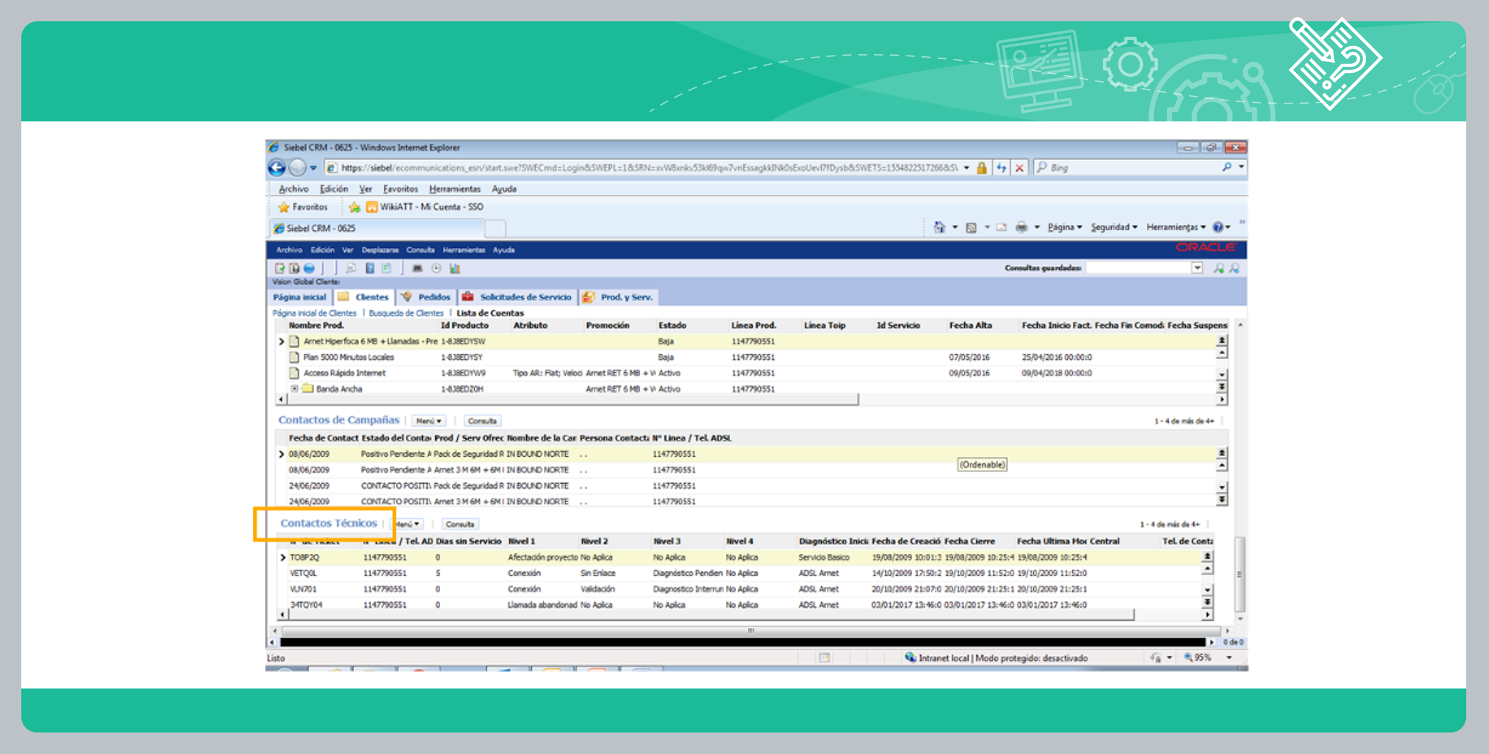 Siebel CRM - 0625 - Windows Internet Explorer
https://siebel/ecommunications_esn/start.swe?SWECmd=Login&SWEPL=1&SRN=
Bing
Archivo Edición Ver Favoritos Herramientas Ayuda
Favoritos WikiATT - Mi Cuenta - SSO
Siebel CRM - 0625 Página Seguridad Herramientas
Archivo Edición Ver Desplazarse Consulta Herramientas Ayuda ORACLE
Consultas guardadas:
Vision Global Cliente:
Página inicial Clientes Pedidos Solicitudes de Servicio Prod. y Serv.
Página inicial de Clientes | Busqueda de Clientes | Lista de Cuentas
Nombre Prod. Id Producto Atributo Promoción Estado Linea Prod. Linea Toip Id Servicio Fecha Alta Fecha Inicio Fact. Fecha Fin Comod: Fecha Suspens
Arnet Hiperfoca 6 MB + Llamadas - Pre 1-8J8EDYSW Baja 1147790551
Plan 5000 Minutos Locales 1-8J8EDYSY Baja 1147790551 07/05/2016 25/04/2016 00:00:0
Acceso Rápido Internet 1-8J8EDYW9 Tipo AR: Flat; Veloci Arnet RET 6 MB + V Activo 1147790551 09/05/2016 09/04/2018 00:00:0
Banda Ancha 1-8J8EDZ0H Arnet RET 6 MB + V Activo 1147790551
Contactos de Campañas | Menú | Consulta 1 - 4 de más de 4+
Fecha de Contact Estado del Conta Prod / Serv Ofrec Nombre de la Car Persona Contacta Nº Linea / Tel. ADSL
08/06/2009 Positivo Pendiente A Pack de Seguridad R IN BOUND NORTE . . 1147790551
(Ordenable)
08/06/2009 Positivo Pendiente A Arnet 3 M 6M + 6M I IN BOUND NORTE . . 1147790551
24/06/2009 CONTACTO POSITI Pack de Seguridad R IN BOUND NORTE . . 1147790551
24/06/2009 CONTACTO POSITI Arnet 3 M 6M + 6M I IN BOUND NORTE . . 1147790551
Contactos Técnicos | Menú | Consulta 1 - 4 de más de 4+
Nº de Ticket Nº Linea / Tel. AD Dias sin Servicio Nivel 1 Nivel 2 Nivel 3 Nivel 4 Diagnóstico Inici Fecha de Creació Fecha Cierre Fecha Ultima Moc Central Tel. de Conta
TO8P2Q 1147790551 0 Afectación proyecto No Aplica No Aplica No Aplica Servicio Basico 19/08/2009 10:01:3 19/08/2009 10:25:4 19/08/2009 10:25:4
VETQ0L 1147790551 5 Conexión Sin Enlace Diagnóstico Pendien No Aplica ADSL Arnet 14/10/2009 17:50:2 19/10/2009 11:52:0 19/10/2009 11:52:0
VLN701 1147790551 0 Conexión Validación Diagnostico Interrun No Aplica ADSL Arnet 20/10/2009 21:07:0 20/10/2009 21:25:1 20/10/2009 21:25:1
34TOY04 1147790551 0 Llamada abandonad No Aplica No Aplica No Aplica ADSL Arnet 03/01/2017 13:46:0 03/01/2017 13:46:0 03/01/2017 13:46:0
0 de 0
Listo Intranet local | Modo protegido: desactivado 95%